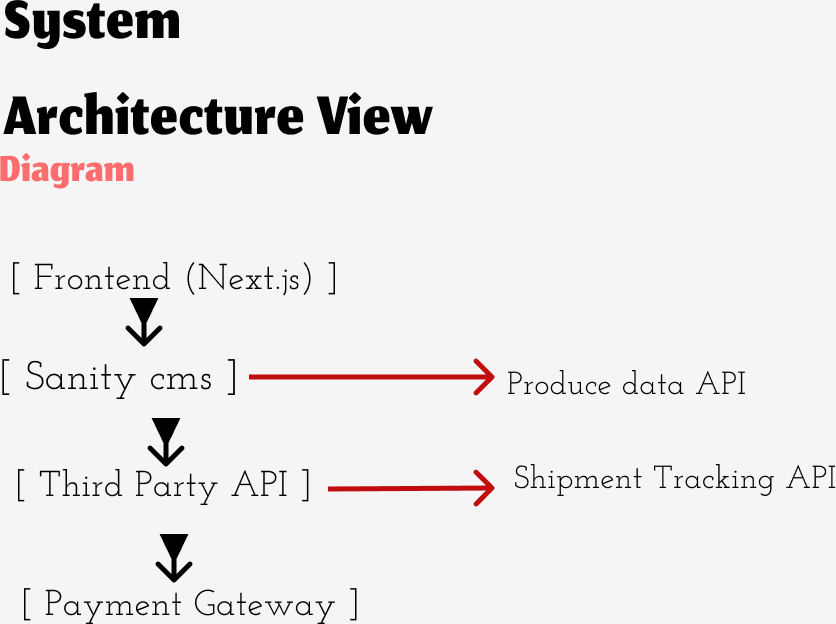 System
Architecture View
Diagram
[ Frontend (Next.js) ]
[ Sanity cms ]
Produce data API
[ Third Party API ]
Shipment Tracking API
[ Payment Gateway ]